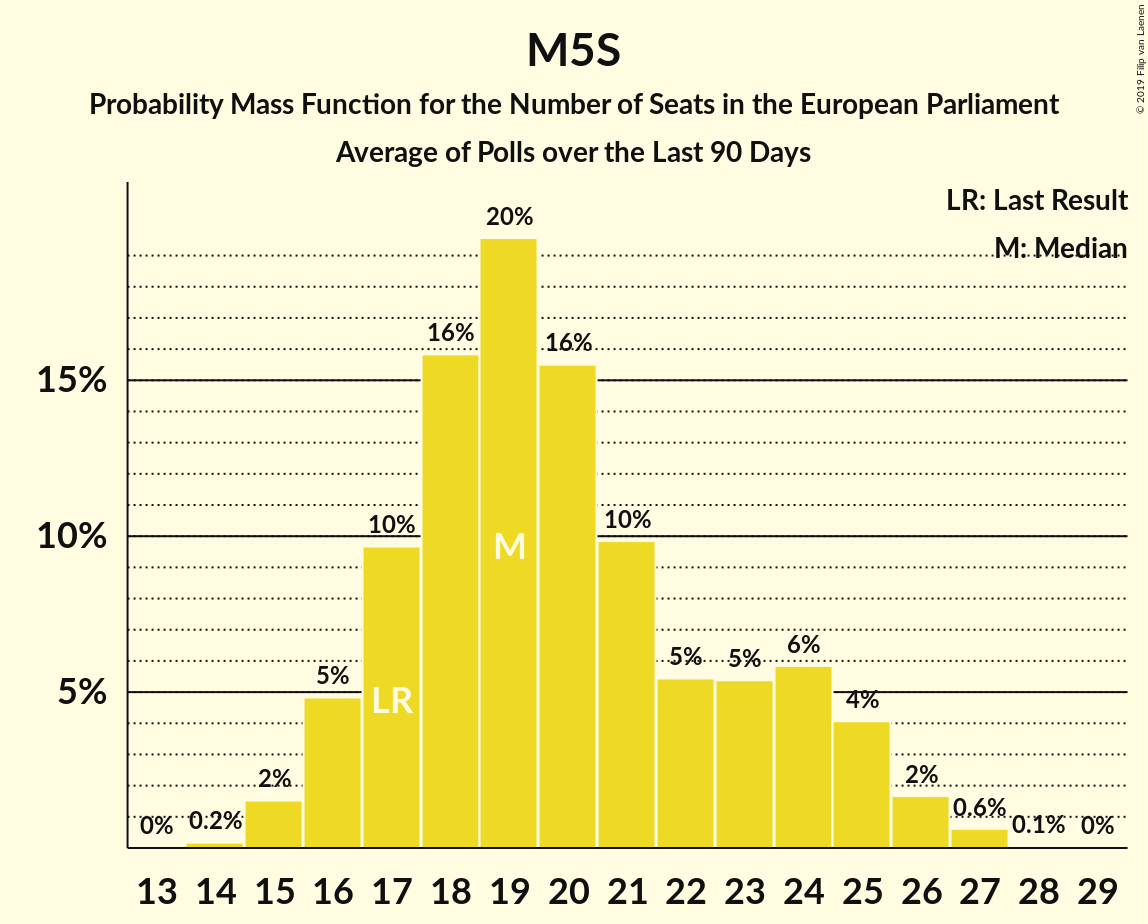 M5S
Probability Mass Function for the Number of Seats in the European Parliament
Average of Polls over the Last 90 Days
© 2019 Filip van Laenen
LR: Last Result
M: Median
15%
10%
5%
0%
0.2%
2%
5%
10%
16%
20%
16%
10%
5%
5%
6%
4%
2%
0.6%
0.1%
0%
LR
M
13 14 15 16 17 18 19 20 21 22 23 24 25 26 27 28 29